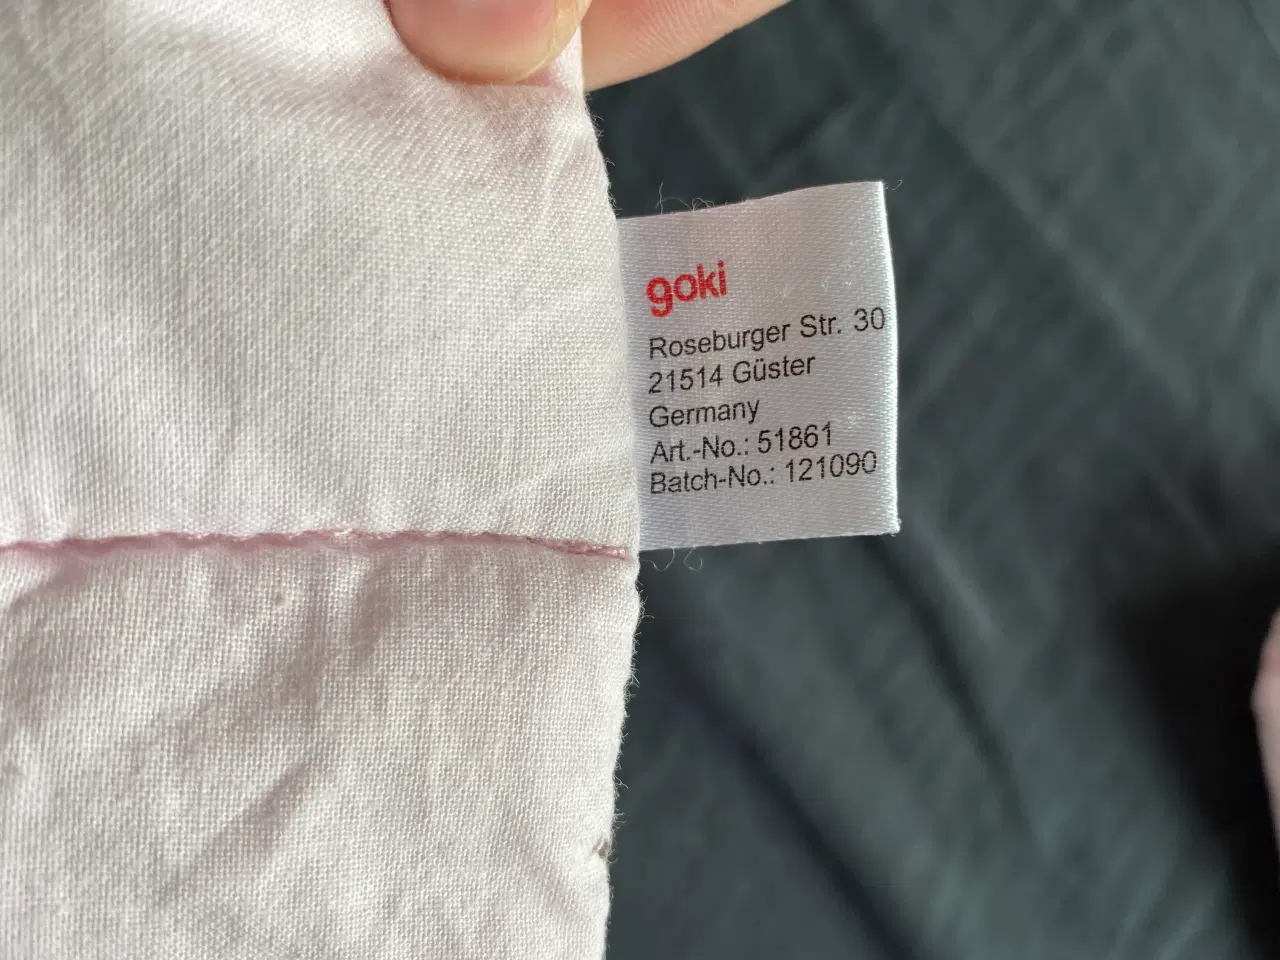 goki
Roseburger Str. 30
21514 Güster
Germany
Art.-No.: 51861
Batch-No.: 121090